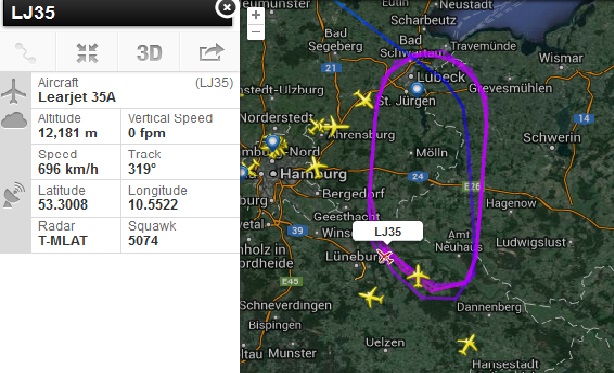 LJ35
3D
Aircraft (LJ35)
Learjet 35A
Altitude Vertical Speed
12,181 m 0 fpm
Speed Track
696 km/h 319°
Latitude Longitude
53.3008 10.5522
Radar Squawk
T-MLAT 5074
+
−
Neustadt
Scharbeutz
Bad
Segeberg
Bad
Schwartau
Travemünde
Wismar
21
Lübeck
Grevesmühlen
St. Jürgen
Norderstedt
Ahrensburg
Schwerin
Mölln
Hamburg
24
E26
Bergedorf
Hagenow
Geesthacht
39
LJ35
Amt
Neuhaus
Ludwigslust
Lüneburg
E45
Schneverdingen
Dannenberg
Bispingen
Munster
Uelzen
Hansestadt